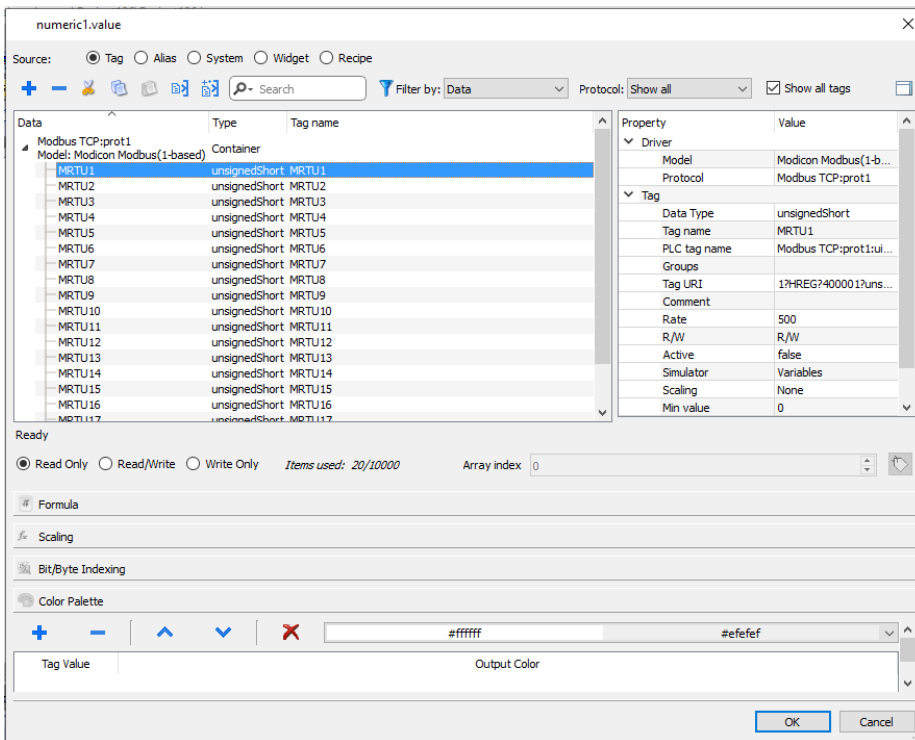 numeric1.value
Source: Tag Alias System Widget Recipe
Search Filter by: Data Protocol: Show all Show all tags
Data Type Tag name
Modbus TCP:prot1
Model: Modicon Modbus(1-based) Container
MRTU1 unsignedShort MRTU1
MRTU2 unsignedShort MRTU2
MRTU3 unsignedShort MRTU3
MRTU4 unsignedShort MRTU4
MRTU5 unsignedShort MRTU5
MRTU6 unsignedShort MRTU6
MRTU7 unsignedShort MRTU7
MRTU8 unsignedShort MRTU8
MRTU9 unsignedShort MRTU9
MRTU10 unsignedShort MRTU10
MRTU11 unsignedShort MRTU11
MRTU12 unsignedShort MRTU12
MRTU13 unsignedShort MRTU13
MRTU14 unsignedShort MRTU14
MRTU15 unsignedShort MRTU15
MRTU16 unsignedShort MRTU16
MRTU17 unsignedShort MRTU17
Property Value
Driver
Model Modicon Modbus(1-b...
Protocol Modbus TCP:prot1
Tag
Data Type unsignedShort
Tag name MRTU1
PLC tag name Modbus TCP:prot1:ui...
Groups
Tag URI 1?HREG?400001?uns...
Comment
Rate 500
R/W R/W
Active false
Simulator Variables
Scaling None
Min value 0
Ready
Read Only Read/Write Write Only Items used: 20/10000 Array index 0
Formula
Scaling
Bit/Byte Indexing
Color Palette
#ffffff #efefef
Tag Value Output Color
OK Cancel